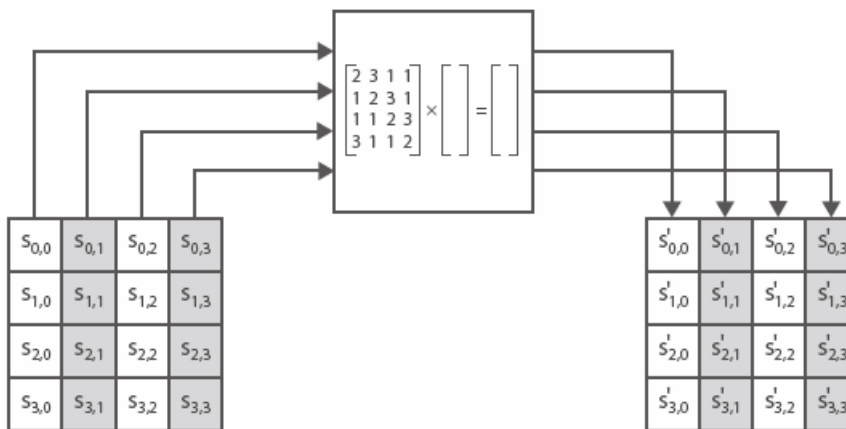 2 3 1 1
1 2 3 1
1 1 2 3
3 1 1 2
× =
S0,0 S0,1 S0,2 S0,3
S1,0 S1,1 S1,2 S1,3
S2,0 S2,1 S2,2 S2,3
S3,0 S3,1 S3,2 S3,3
S'0,0 S'0,1 S'0,2 S'0,3
S'1,0 S'1,1 S'1,2 S'1,3
S'2,0 S'2,1 S'2,2 S'2,3
S'3,0 S'3,1 S'3,2 S'3,3